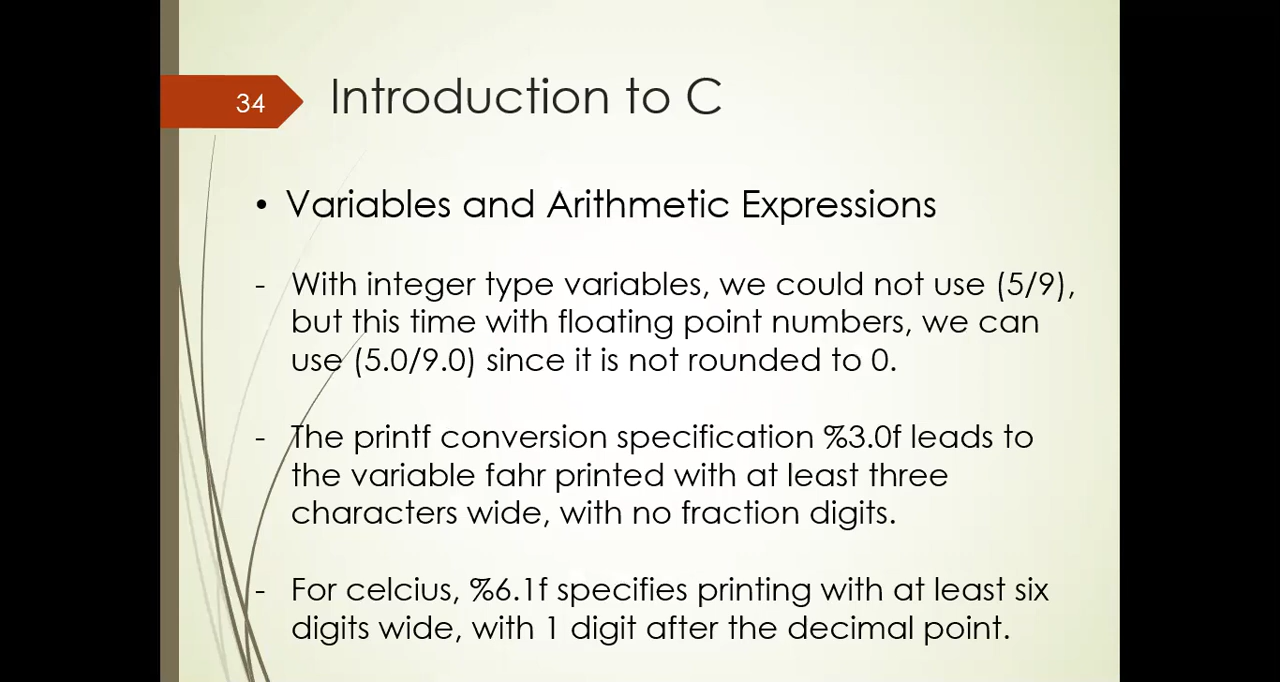 34
Introduction to C
• Variables and Arithmetic Expressions
- With integer type variables, we could not use (5/9),
but this time with floating point numbers, we can
use (5.0/9.0) since it is not rounded to 0.
- The printf conversion specification %3.0f leads to
the variable fahr printed with at least three
characters wide, with no fraction digits.
- For celcius, %6.1f specifies printing with at least six
digits wide, with 1 digit after the decimal point.